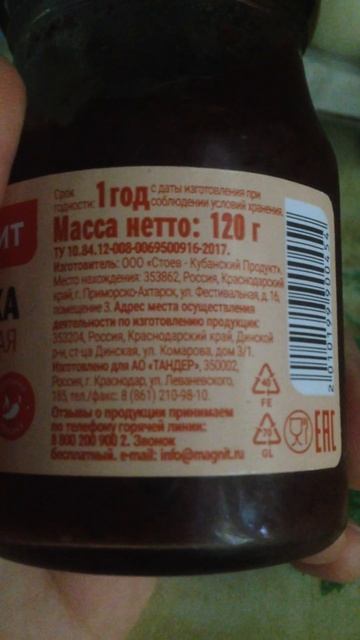 ИТ
КА
АЯ
Срок годности: 1 год с даты изготовления при соблюдении условий хранения.
Масса нетто: 120 г
ТУ 10.84.12-008-0069500916-2017.
Изготовитель: ООО «Стоев - Кубанский Продукт».
Место нахождения: 353862, Россия, Краснодарский
край, г. Приморско-Ахтарск, ул. Фестивальная, д. 16,
помещение 3. Адрес места осуществления
деятельности по изготовлению продукции:
353204, Россия, Краснодарский край, Динской
р-н, ст-ца Динская, ул. Комарова, дом 3/1.
Изготовлено для АО «ТАНДЕР», 350002,
Россия, г. Краснодар, ул. Леваневского,
185, тел./факс: 8 (861) 210-98-10.
Отзывы о продукции принимаем
по телефону горячей линии:
8 800 200 900 2. Звонок
бесплатный. e-mail: info@magnit.ru
40
FE
GL
EAC